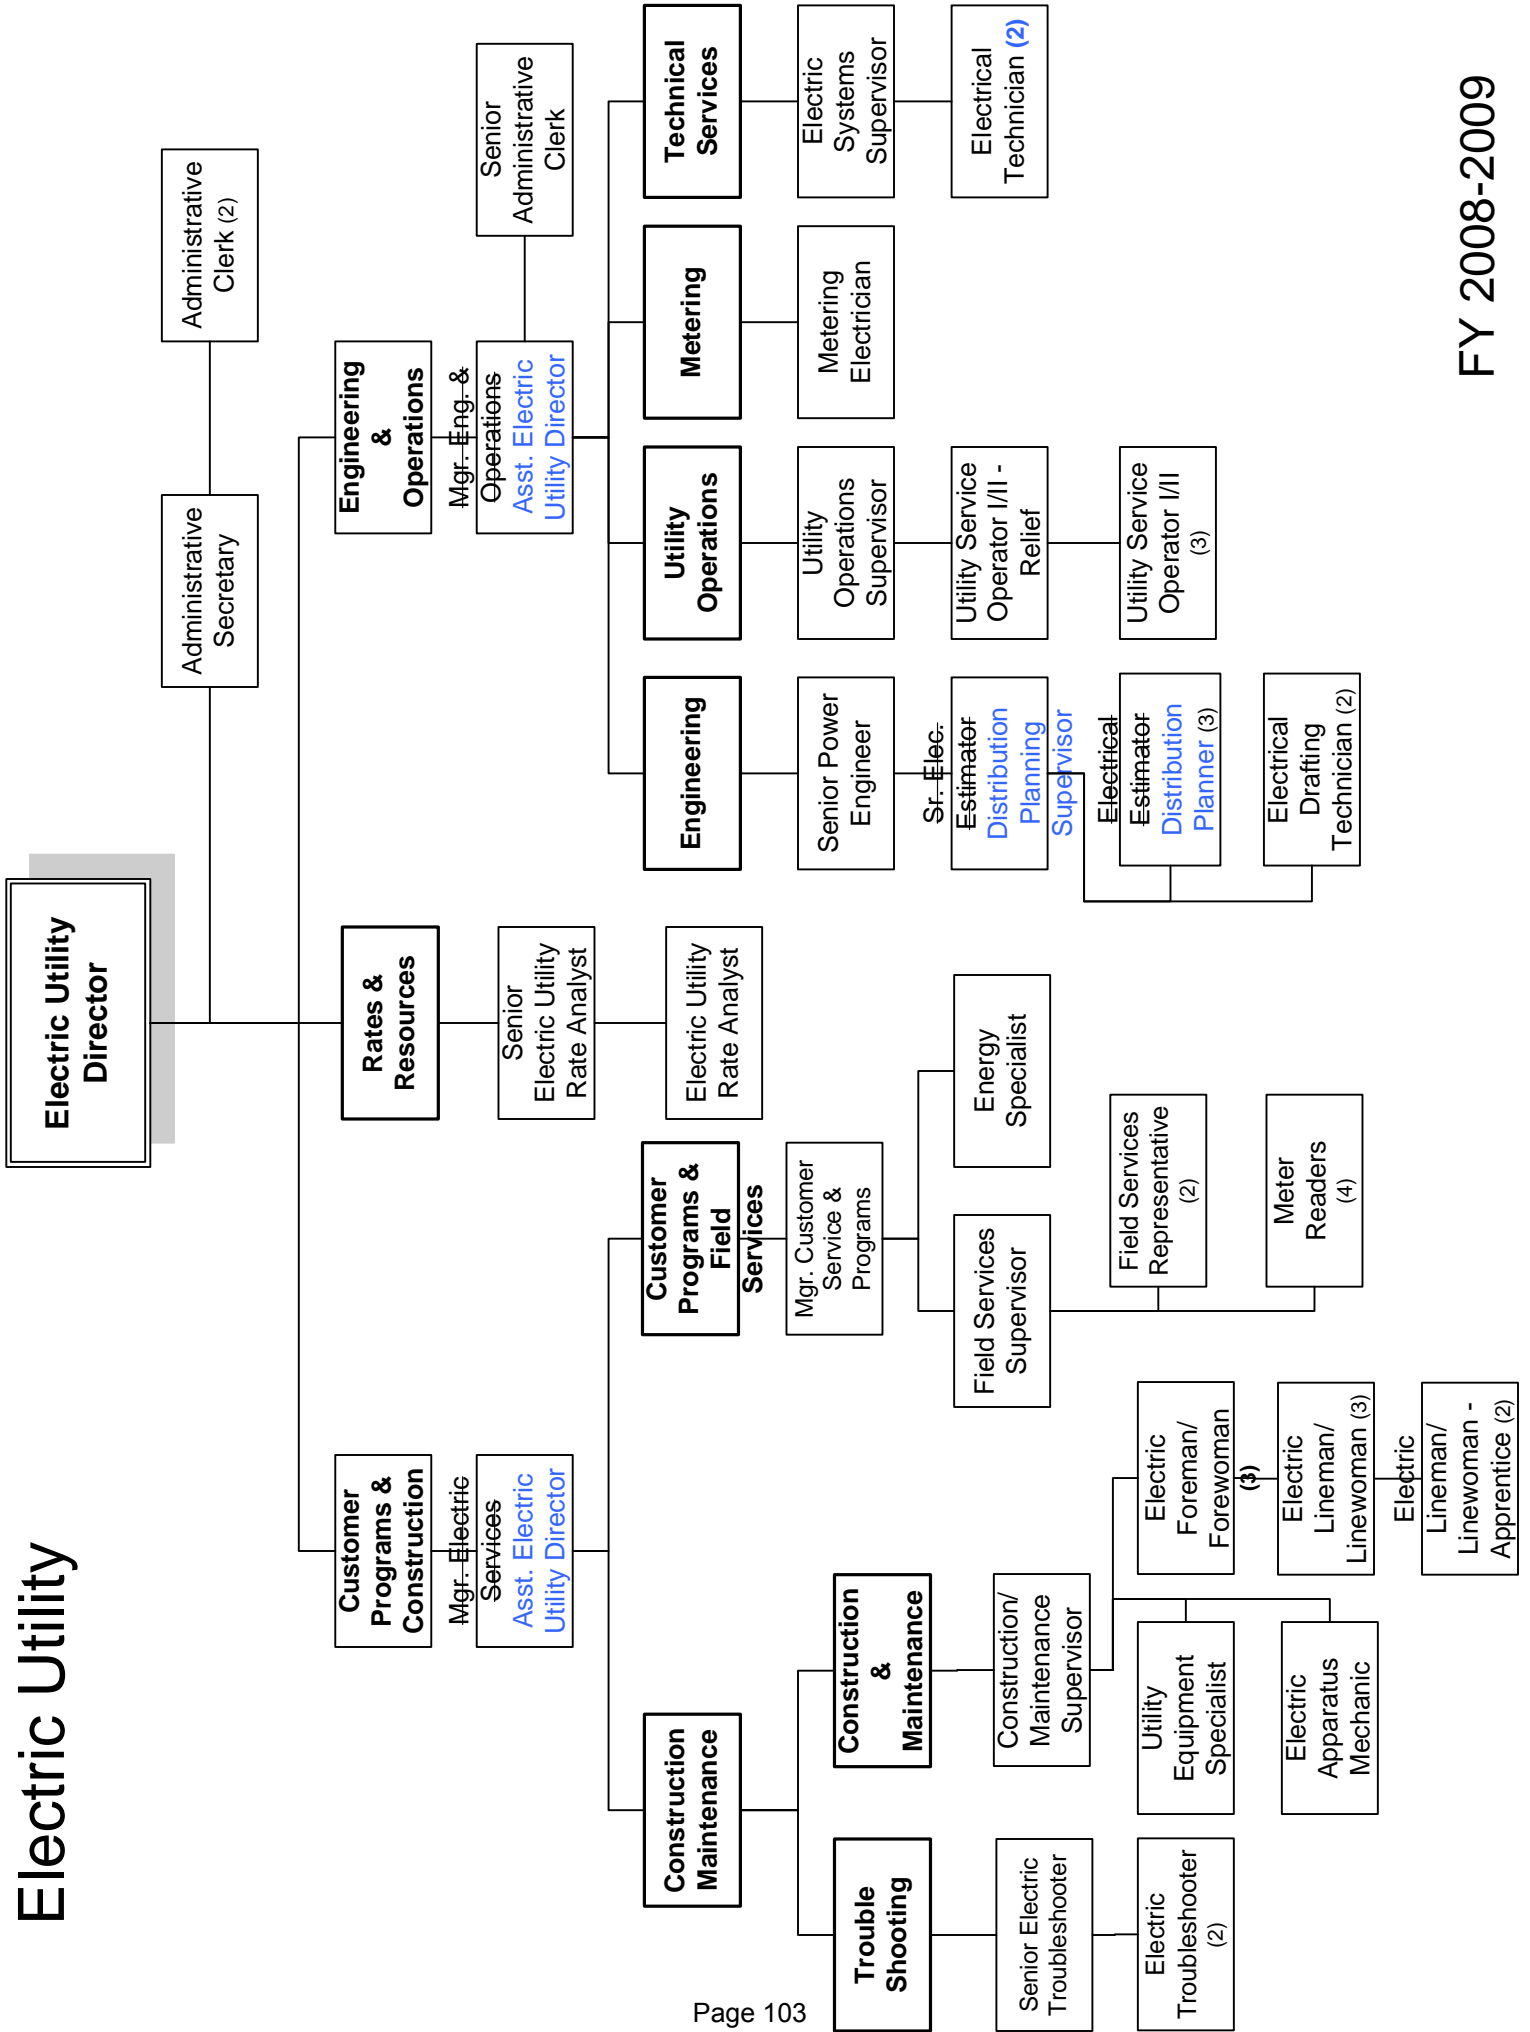 Electric Utility
Electric Utility
Director
Administrative
Secretary
Administrative
Clerk (2)
Customer
Programs &
Construction
Mgr. Electric
Services
Asst. Electric
Utility Director
Rates &
Resources
Senior
Electric Utility
Rate Analyst
Electric Utility
Rate Analyst
Engineering
&
Operations
Mgr. Eng. &
Operations
Asst. Electric
Utility Director
Senior
Administrative
Clerk
Construction
Maintenance
Customer
Programs &
Field
Services
Mgr. Customer
Service &
Programs
Field Services
Supervisor
Energy
Specialist
Field Services
Representative
(2)
Meter
Readers
(4)
Trouble
Shooting
Senior Electric
Troubleshooter
Electric
Troubleshooter
(2)
Construction
&
Maintenance
Construction/
Maintenance
Supervisor
Utility
Equipment
Specialist
Electric
Apparatus
Mechanic
Electric
Foreman/
Forewoman
(3)
Electric
Lineman/
Linewoman (3)
Electric
Lineman/
Linewoman -
Apprentice (2)
Engineering
Senior Power
Engineer
Sr. Elec.
Estimator
Distribution
Planning
Supervisor
Electrical
Estimator
Distribution
Planner (3)
Electrical
Drafting
Technician (2)
Utility
Operations
Utility
Operations
Supervisor
Utility Service
Operator I/II -
Relief
Utility Service
Operator I/II
(3)
Metering
Metering
Electrician
Technical
Services
Electric
Systems
Supervisor
Electrical
Technician (2)
FY 2008-2009
Page 103